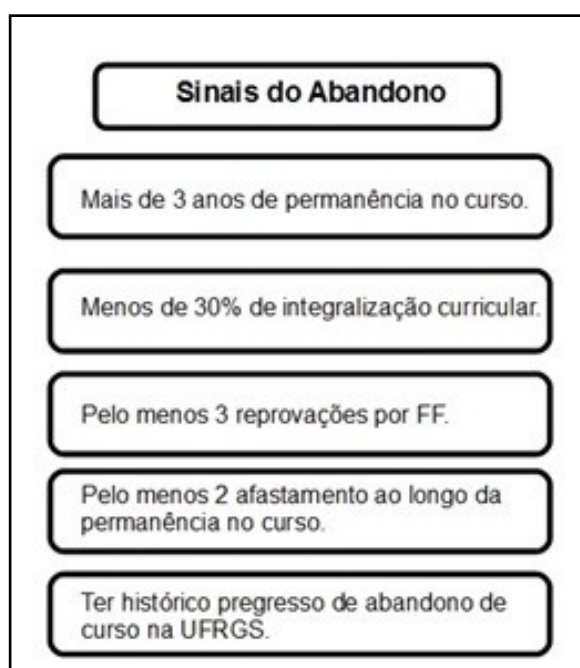 Sinais do Abandono
Mais de 3 anos de permanência no curso.
Menos de 30% de integralização curricular.
Pelo menos 3 reprovações por FF.
Pelo menos 2 afastamento ao longo da
permanência no curso.
Ter histórico pregresso de abandono de
curso na UFRGS.